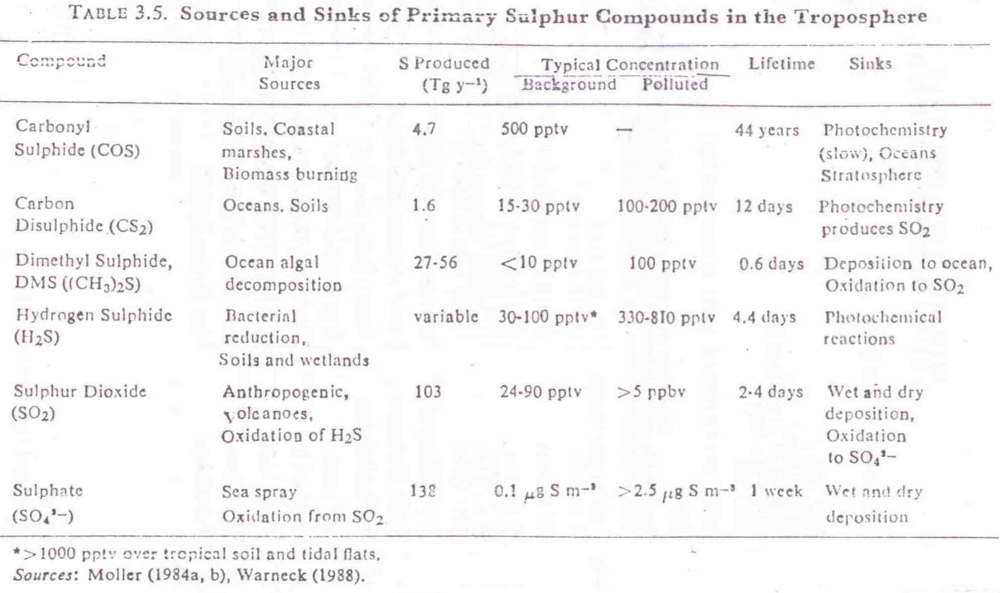 TABLE 3.5. Sources and Sinks of Primary Sulphur Compounds in the Troposphere
Compound Major Sources S Produced (Tg y⁻¹) Typical Concentration Background Polluted Lifetime Sinks
Carbonyl Soils. Coastal 4.7 500 pptv — 44 years Photochemistry
Sulphide (COS) marshes, (slow), Oceans
Biomass burning Stratosphere
Carbon Oceans. Soils 1.6 15-30 pptv 100-200 pptv 12 days Photochemistry
Disulphide (CS₂) produces SO₂
Dimethyl Sulphide, Ocean algal 27-56 <10 pptv 100 pptv 0.6 days Deposition to ocean,
DMS ((CH₃)₂S) decomposition Oxidation to SO₂
Hydrogen Sulphide Bacterial variable 30-100 pptv* 330-810 pptv 4.4 days Photochemical
(H₂S) reduction, reactions
Soils and wetlands
Sulphur Dioxide Anthropogenic, 103 24-90 pptv >5 ppbv 2-4 days Wet and dry
(SO₂) volcanoes, deposition,
Oxidation of H₂S Oxidation
to SO₄²⁻
Sulphate Sea spray 138 0.1 μg S m⁻³ >2.5 μg S m⁻³ 1 week Wet and dry
(SO₄²⁻) Oxidation from SO₂ deposition
*>1000 pptv over tropical soil and tidal flats.
Sources: Moller (1984a, b), Warneck (1988).